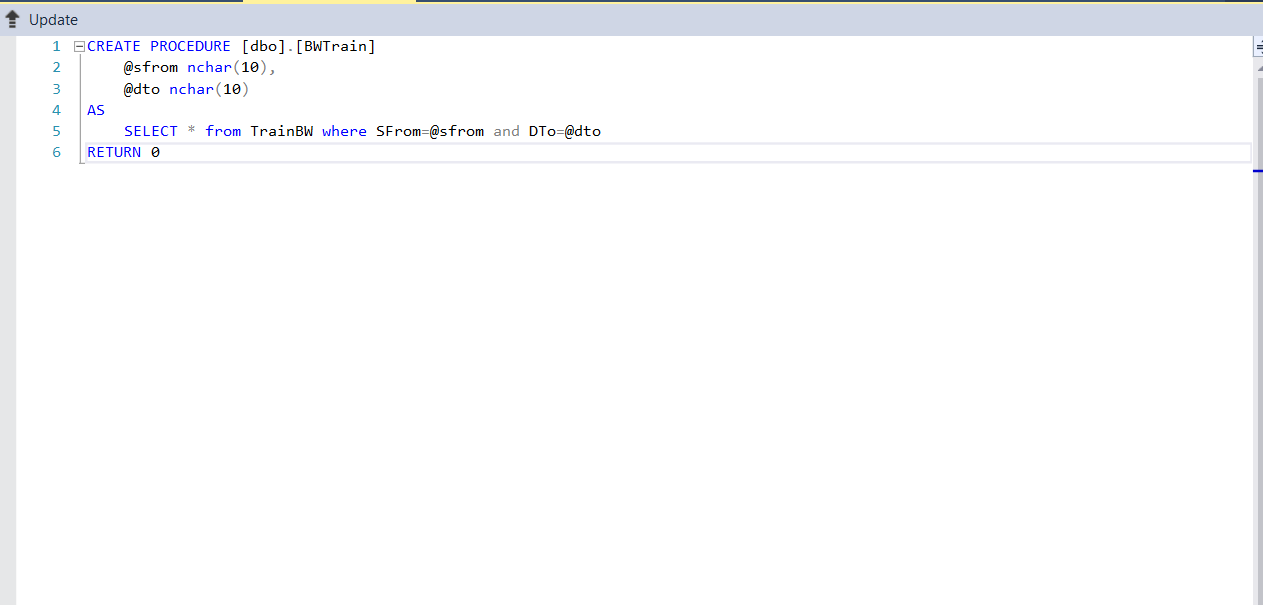 Update
1 CREATE PROCEDURE [dbo].[BWTrain]
2 @sfrom nchar(10),
3 @dto nchar(10)
4 AS
5 SELECT * from TrainBW where SFrom=@sfrom and DTo=@dto
6 RETURN 0